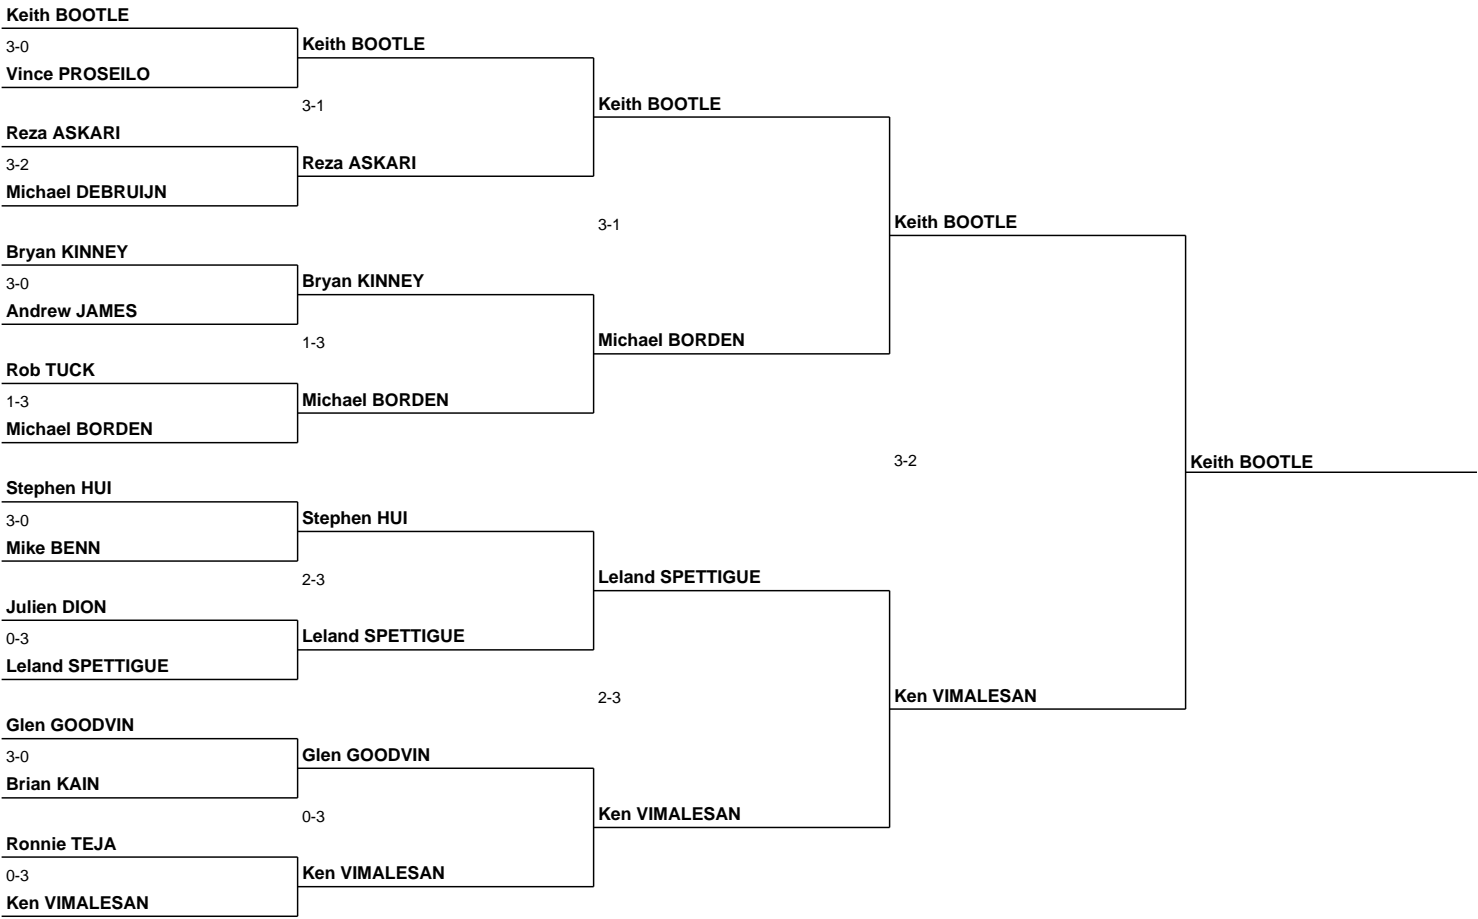 Keith BOOTLE
3-0
Vince PROSEILO
Reza ASKARI
3-2
Michael DEBRUIJN
Bryan KINNEY
3-0
Andrew JAMES
Rob TUCK
1-3
Michael BORDEN
Stephen HUI
3-0
Mike BENN
Julien DION
0-3
Leland SPETTIGUE
Glen GOODVIN
3-0
Brian KAIN
Ronnie TEJA
0-3
Ken VIMALESAN
Keith BOOTLE
3-1
Reza ASKARI
Bryan KINNEY
1-3
Michael BORDEN
Stephen HUI
2-3
Leland SPETTIGUE
Glen GOODVIN
0-3
Ken VIMALESAN
Keith BOOTLE
3-1
Michael BORDEN
Leland SPETTIGUE
2-3
Ken VIMALESAN
Keith BOOTLE
3-2
Ken VIMALESAN
Keith BOOTLE